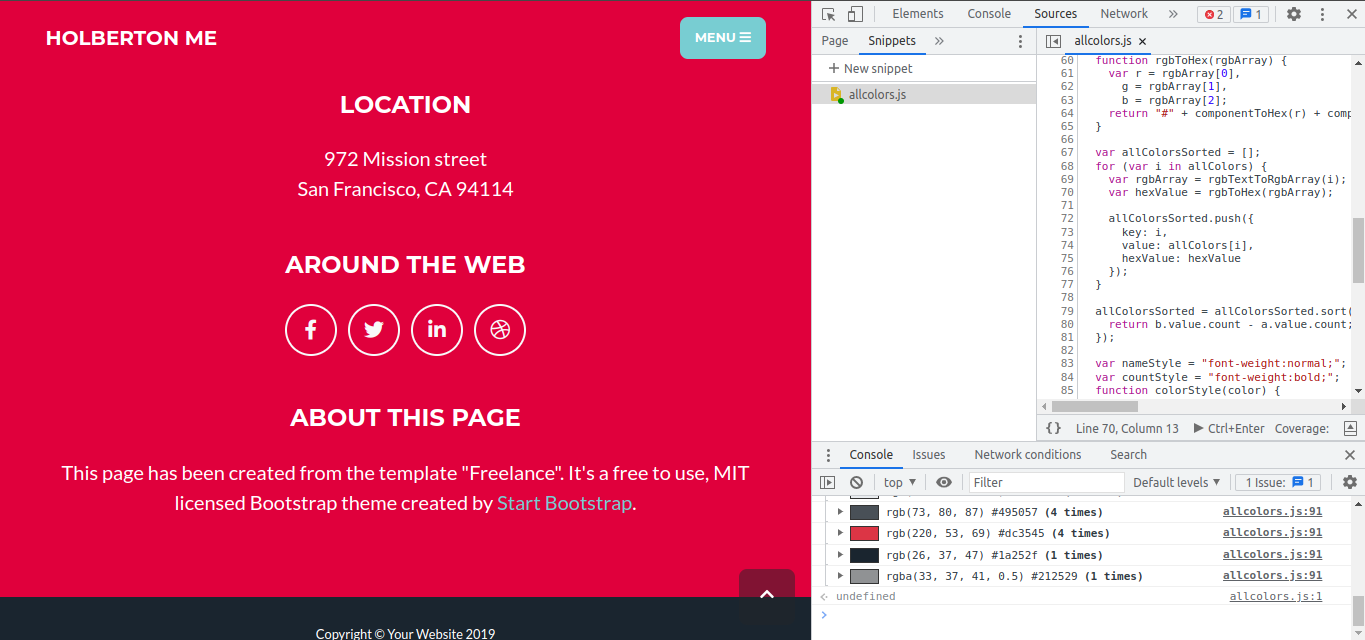 HOLBERTON ME
MENU
LOCATION
972 Mission street
San Francisco, CA 94114
AROUND THE WEB
ABOUT THIS PAGE
This page has been created from the template "Freelance". It's a free to use, MIT
licensed Bootstrap theme created by Start Bootstrap.
Copyright © Your Website 2019
Elements Console Sources Network » 2 1
Page Snippets »
allcolors.js ×
+ New snippet
allcolors.js
60 function rgbToHex(rgbArray) {
61 var r = rgbArray[0],
62 g = rgbArray[1],
63 b = rgbArray[2];
64 return "#" + componentToHex(r) + comp
65 }
66
67 var allColorsSorted = [];
68 for (var i in allColors) {
69 var rgbArray = rgbTextToRgbArray(i);
70 var hexValue = rgbToHex(rgbArray);
71
72 allColorsSorted.push({
73 key: i,
74 value: allColors[i],
75 hexValue: hexValue
76 });
77 }
78
79 allColorsSorted = allColorsSorted.sort(
80 return b.value.count - a.value.count;
81 });
82
83 var nameStyle = "font-weight:normal;";
84 var countStyle = "font-weight:bold;";
85 function colorStyle(color) {
{} Line 70, Column 13 Ctrl+Enter Coverage:
Console Issues Network conditions Search
top Filter Default levels 1 Issue: 1
rgb(73, 80, 87) #495057 (4 times) allcolors.js:91
rgb(220, 53, 69) #dc3545 (4 times) allcolors.js:91
rgb(26, 37, 47) #1a252f (1 times) allcolors.js:91
rgba(33, 37, 41, 0.5) #212529 (1 times) allcolors.js:91
undefined allcolors.js:1